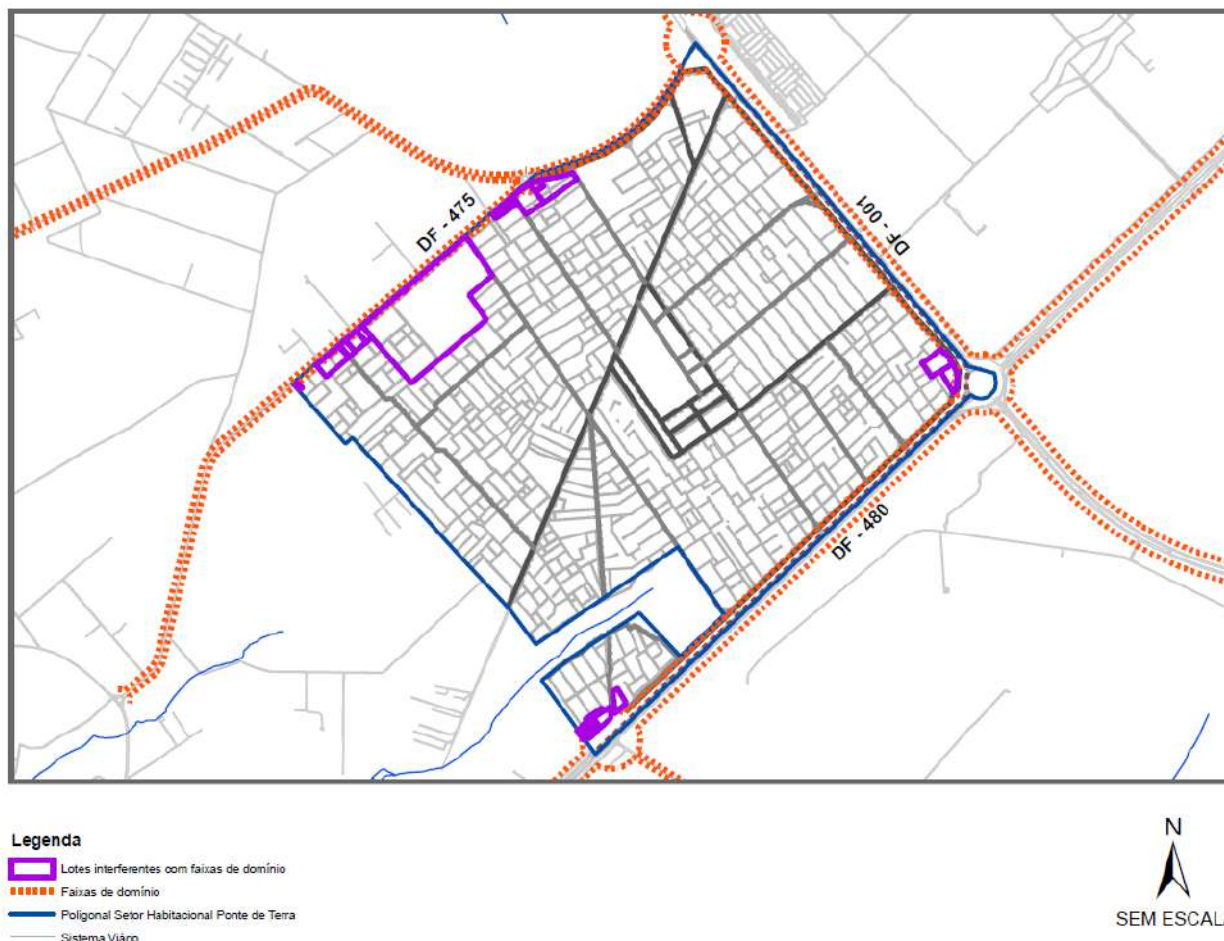 DF - 475
DF - 001
DF - 480
Legenda
Lotes interferentes com faixas de domínio
Faixas de domínio
Poligonal Setor Habitacional Ponte de Terra
Sistema Viário
N
SEM ESCALA